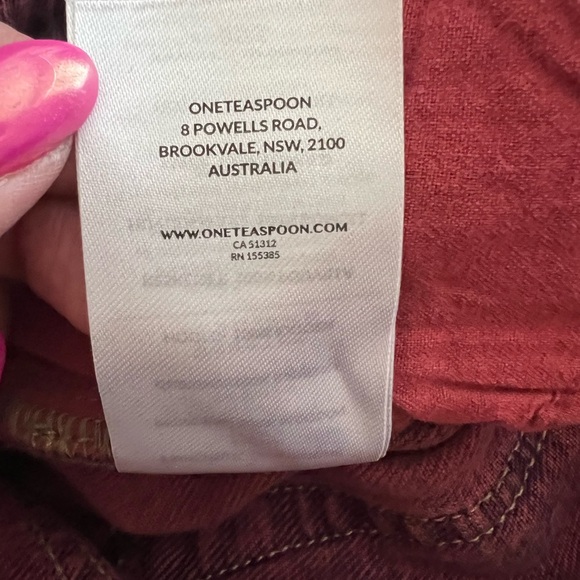 ONETEASPOON
8 POWELLS ROAD,
BROOKVALE, NSW, 2100
AUSTRALIA
WWW.ONETEASPOON.COM
CA 51312
RN 155385